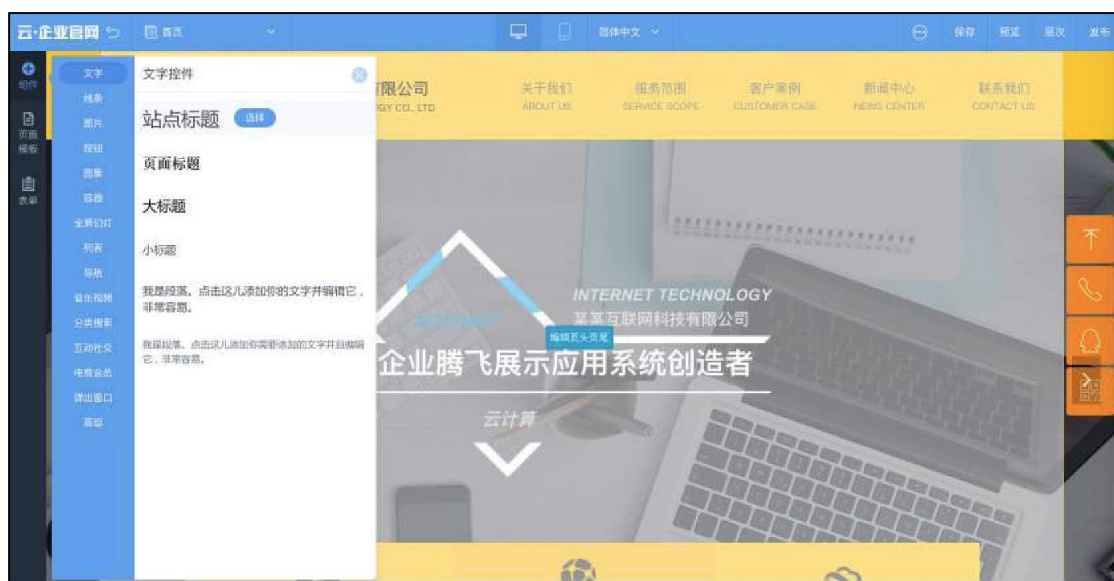 云·企业官网
首页
简体中文
保存
预览
层次
发布
组件
页面
模板
表单
文字
线条
图片
按钮
图集
容器
全屏幻灯
列表
导航
音乐视频
分类搜索
互动社交
电商会员
弹出窗口
高级
文字控件
站点标题 选择
页面标题
大标题
小标题
我是段落。点击这儿添加你的文字并编辑它，
非常容易。
我是段落。点击这儿添加你需要添加的文字并且编辑
它，非常容易。
有限公司
GY CO., LTD
关于我们
ABOUT US
服务范围
SERVICE SCOPE
客户案例
CUSTOMER CASE
新闻中心
NEWS CENTER
联系我们
CONTACT US
INTERNET TECHNOLOGY
某某互联网科技有限公司
编辑页头页尾
企业腾飞展示应用系统创造者
云计算